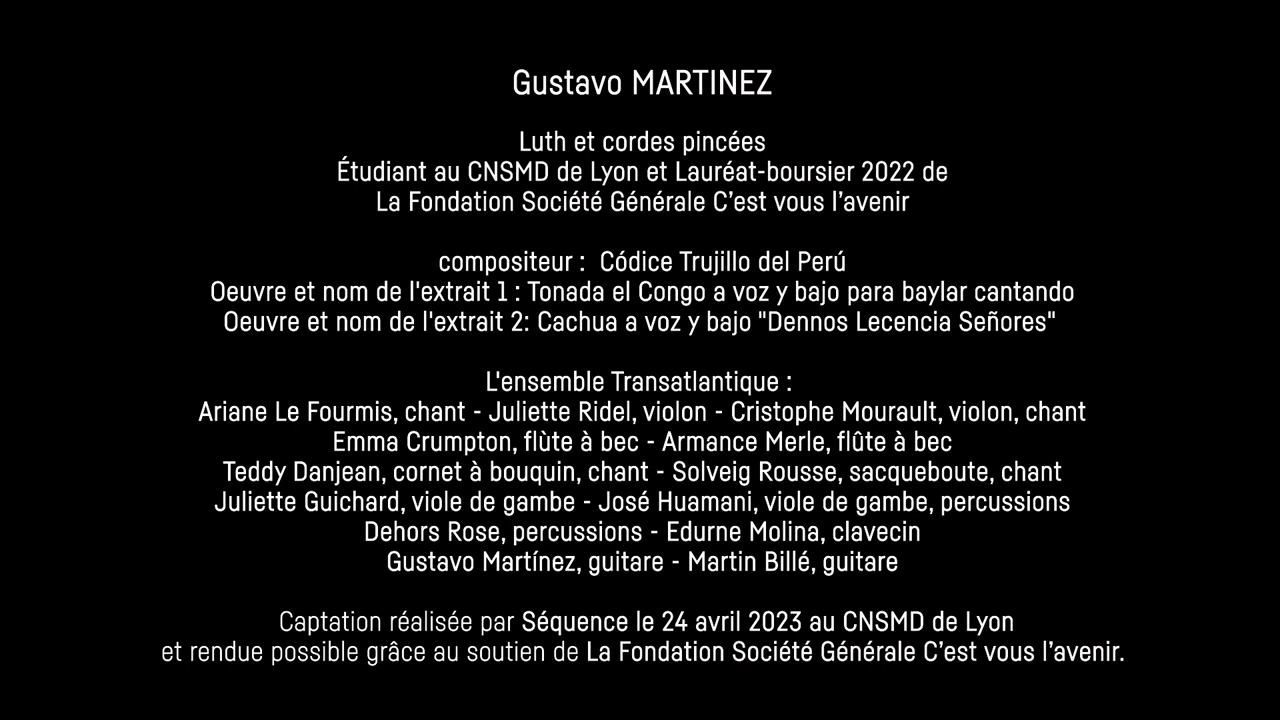 Gustavo MARTINEZ
Luth et cordes pincées
Étudiant au CNSMD de Lyon et Lauréat-boursier 2022 de
La Fondation Société Générale C’est vous l’avenir
compositeur :  Códice Trujillo del Perú
Oeuvre et nom de l'extrait 1 : Tonada el Congo a voz y bajo para baylar cantando
Oeuvre et nom de l'extrait 2: Cachua a voz y bajo "Dennos Lecencia Señores"
L'ensemble Transatlantique :
Ariane Le Fourmis, chant - Juliette Ridel, violon - Cristophe Mourault, violon, chant
Emma Crumpton, flùte à bec - Armance Merle, flûte à bec
Teddy Danjean, cornet à bouquin, chant - Solveig Rousse, sacqueboute, chant
Juliette Guichard, viole de gambe - José Huamani, viole de gambe, percussions
Dehors Rose, percussions - Edurne Molina, clavecin
Gustavo Martínez, guitare - Martin Billé, guitare
Captation réalisée par Séquence le 24 avril 2023 au CNSMD de Lyon
et rendue possible grâce au soutien de La Fondation Société Générale C’est vous l’avenir.